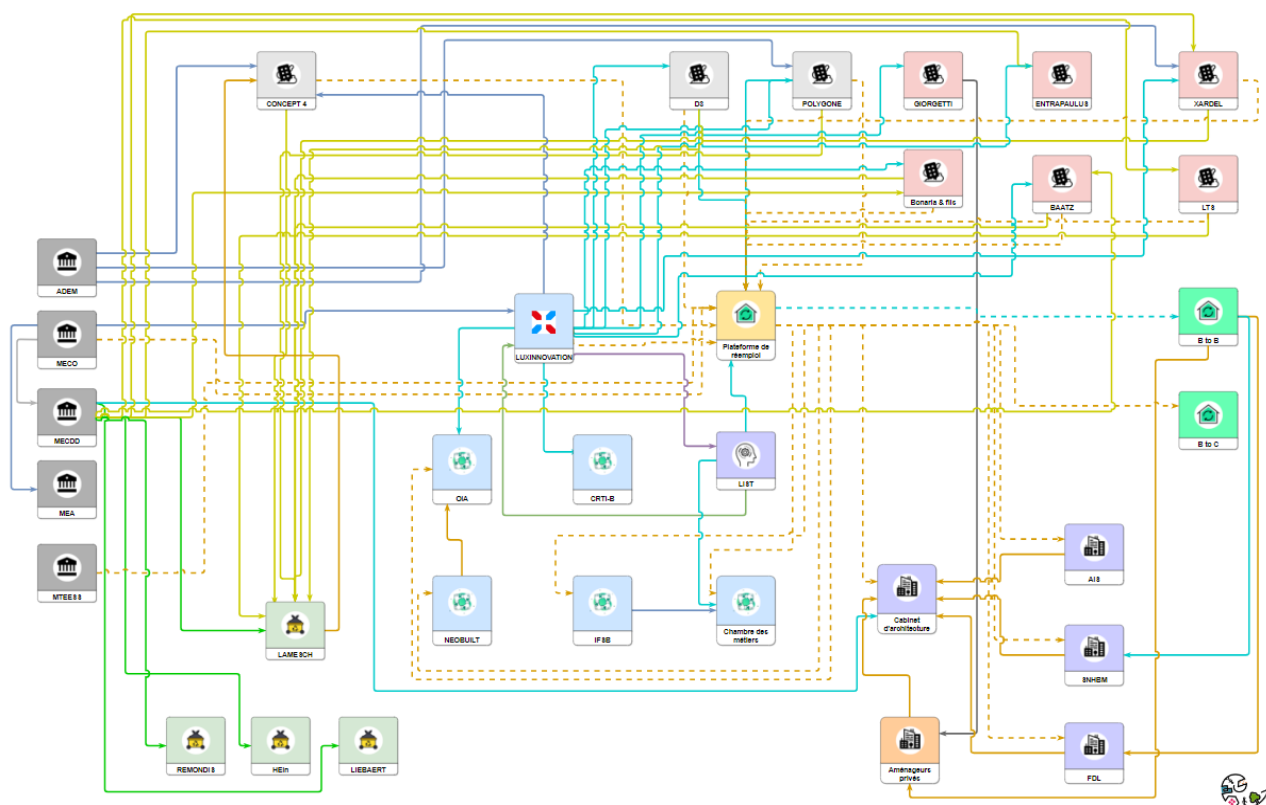 CONCEPT 4
D3
POLYGONE
GIORGETTI
ENTRAPAULUS
XARDEL
Bonaria & fils
BAATZ
LTS
ADEM
MECO
LUXINNOVATION
Plateforme de
réemploi
B to B
MECDD
B to C
MEA
OIA
CRTI-B
LIST
MTEESS
AIS
LAMESCH
NEOBUILT
IFSB
Chambre des
métiers
Cabinet
d'architecture
SNHBM
REMONDIS
HEIn
LIEBAERT
Aménageurs
privés
FDL